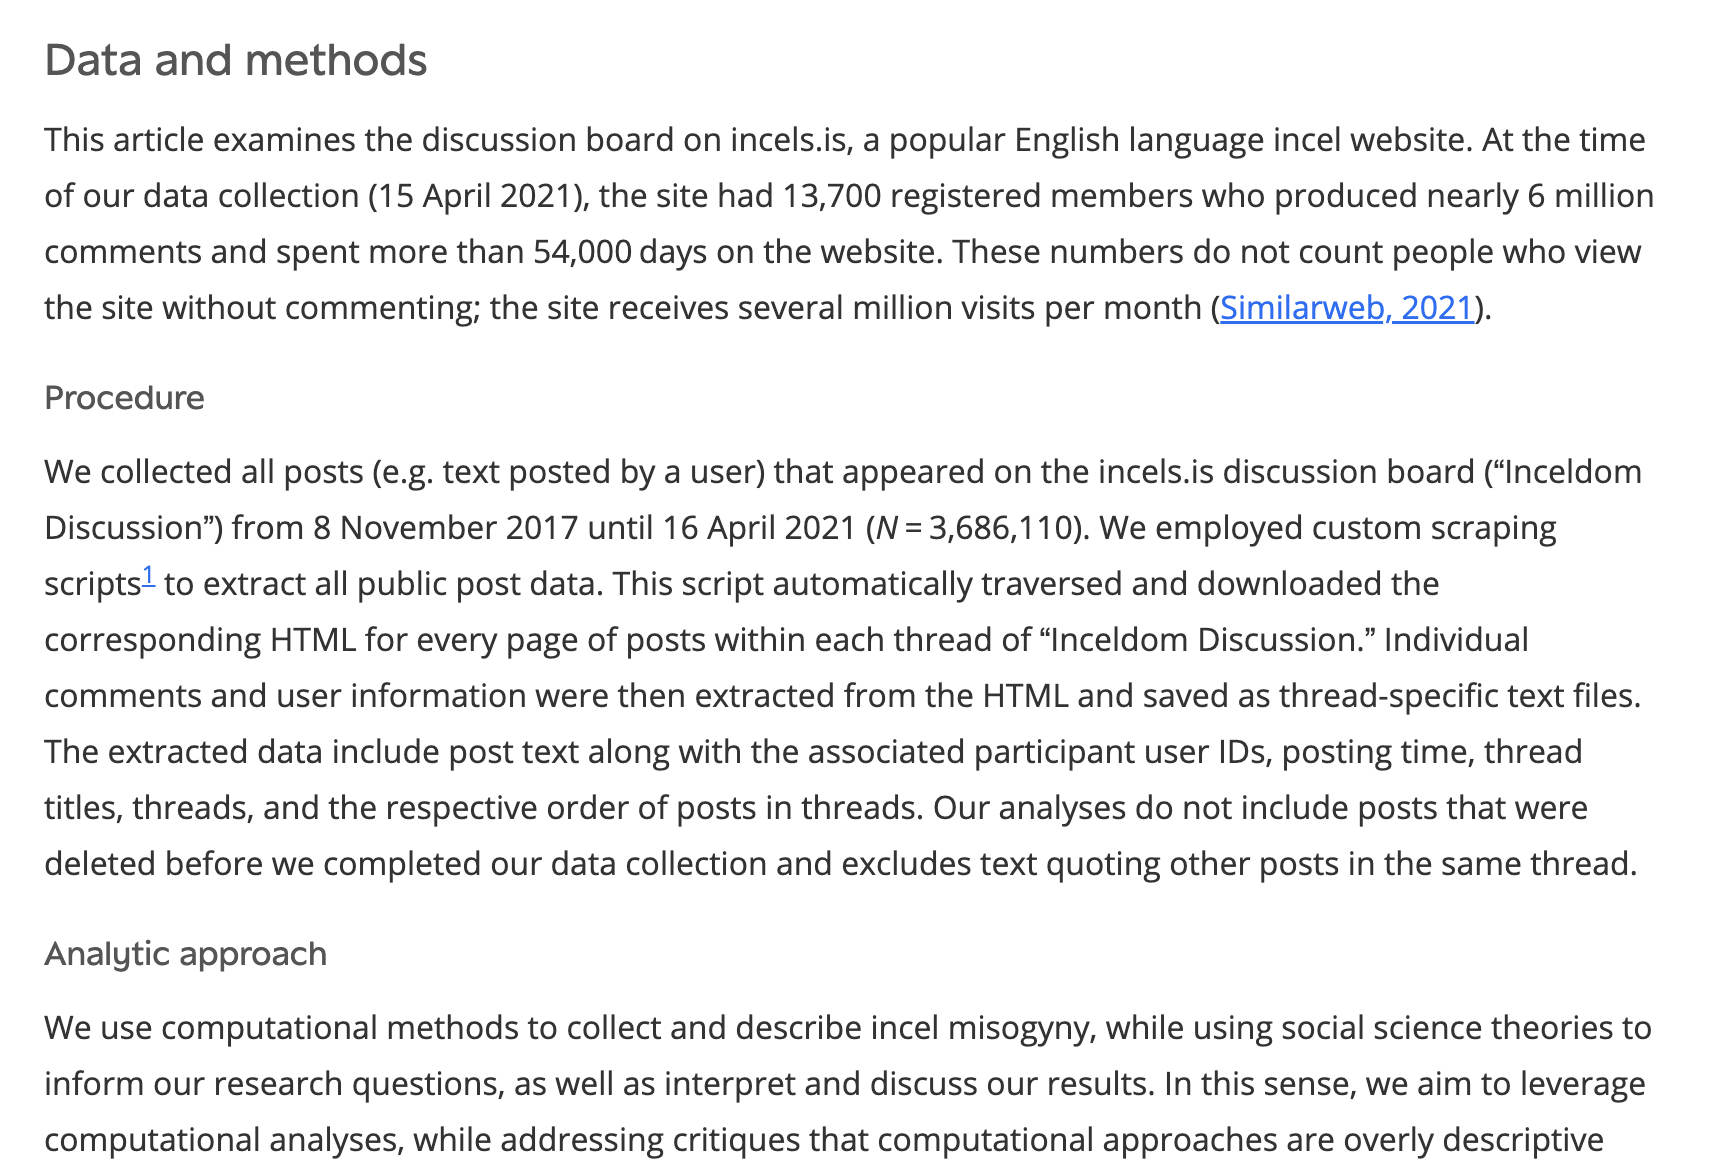 Data and methods
This article examines the discussion board on incels.is, a popular English language incel website. At the time
of our data collection (15 April 2021), the site had 13,700 registered members who produced nearly 6 million
comments and spent more than 54,000 days on the website. These numbers do not count people who view
the site without commenting; the site receives several million visits per month (Similarweb, 2021).
Procedure
We collected all posts (e.g. text posted by a user) that appeared on the incels.is discussion board (“Inceldom
Discussion”) from 8 November 2017 until 16 April 2021 (N = 3,686,110). We employed custom scraping
scripts1 to extract all public post data. This script automatically traversed and downloaded the
corresponding HTML for every page of posts within each thread of “Inceldom Discussion.” Individual
comments and user information were then extracted from the HTML and saved as thread-specific text files.
The extracted data include post text along with the associated participant user IDs, posting time, thread
titles, threads, and the respective order of posts in threads. Our analyses do not include posts that were
deleted before we completed our data collection and excludes text quoting other posts in the same thread.
Analytic approach
We use computational methods to collect and describe incel misogyny, while using social science theories to
inform our research questions, as well as interpret and discuss our results. In this sense, we aim to leverage
computational analyses, while addressing critiques that computational approaches are overly descriptive